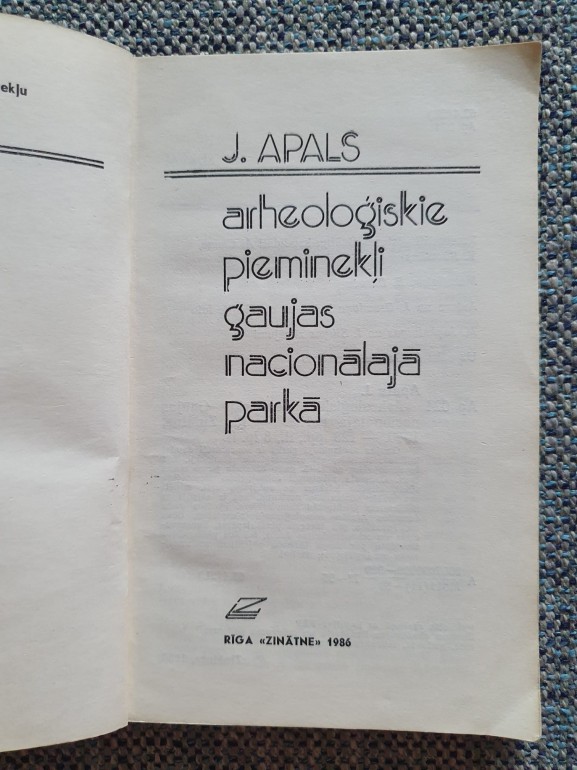 ekļu
J. APALS
arheoloģiskie
pieminekļi
gaujas
nacionālajā
parkā
RĪGA «ZINĀTNE» 1986